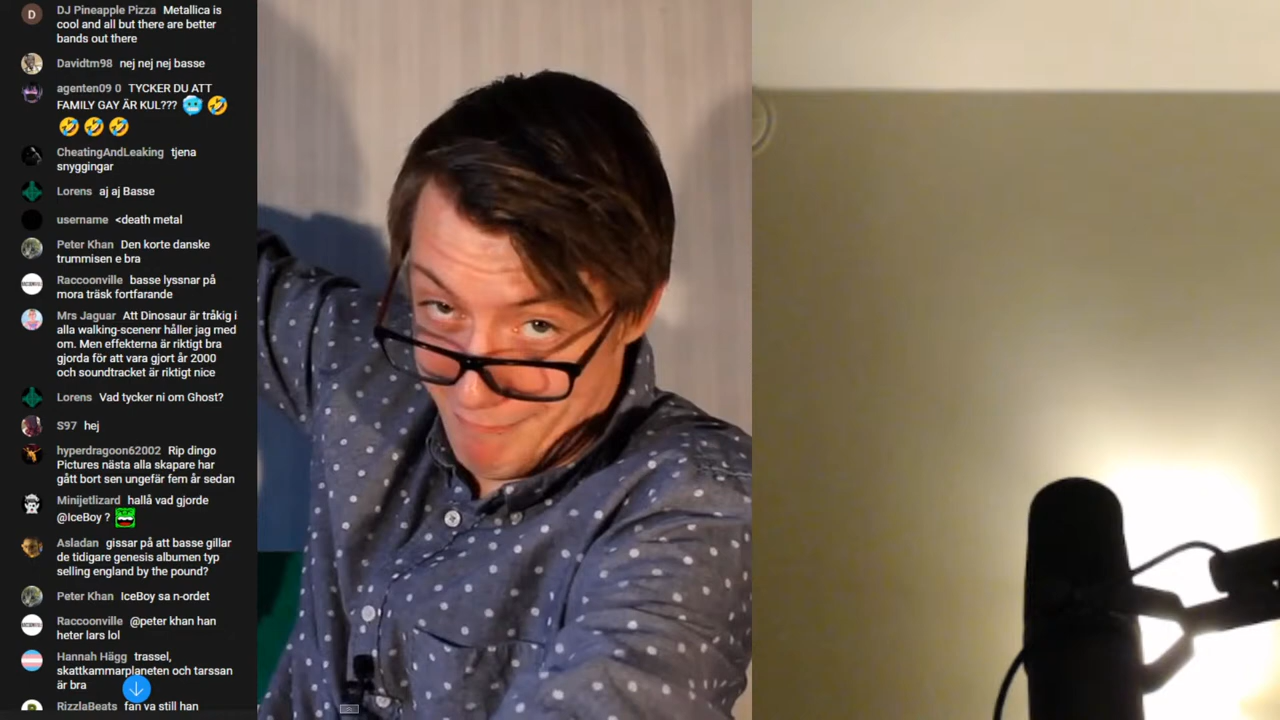 DJ Pineapple Pizza Metallica is
cool and all but there are better
bands out there
Davidtm98 nej nej nej basse
agenten09 0 TYCKER DU ATT
FAMILY GAY ÄR KUL???
CheatingAndLeaking tjena
snyggingar
Lorens aj aj Basse
username <death metal
Peter Khan Den korte danske
trummisen e bra
Raccoonville basse lyssnar på
mora träsk fortfarande
Mrs Jaguar Att Dinosaur är tråkig i
alla walking-scenenr håller jag med
om. Men effekterna är riktigt bra
gjorda för att vara gjort år 2000
och soundtracket är riktigt nice
Lorens Vad tycker ni om Ghost?
S97 hej
hyperdragoon62002 Rip dingo
Pictures nästa alla skapare har
gått bort sen ungefär fem år sedan
Minijetlizard hallå vad gjorde
@IceBoy ?
Asladan gissar på att basse gillar
de tidigare genesis albumen typ
selling england by the pound?
Peter Khan IceBoy sa n-ordet
Raccoonville @peter khan han
heter lars lol
Hannah Hägg trassel,
skattkammarplaneten och tarssan
är bra
RizzlaBeats fan va still han